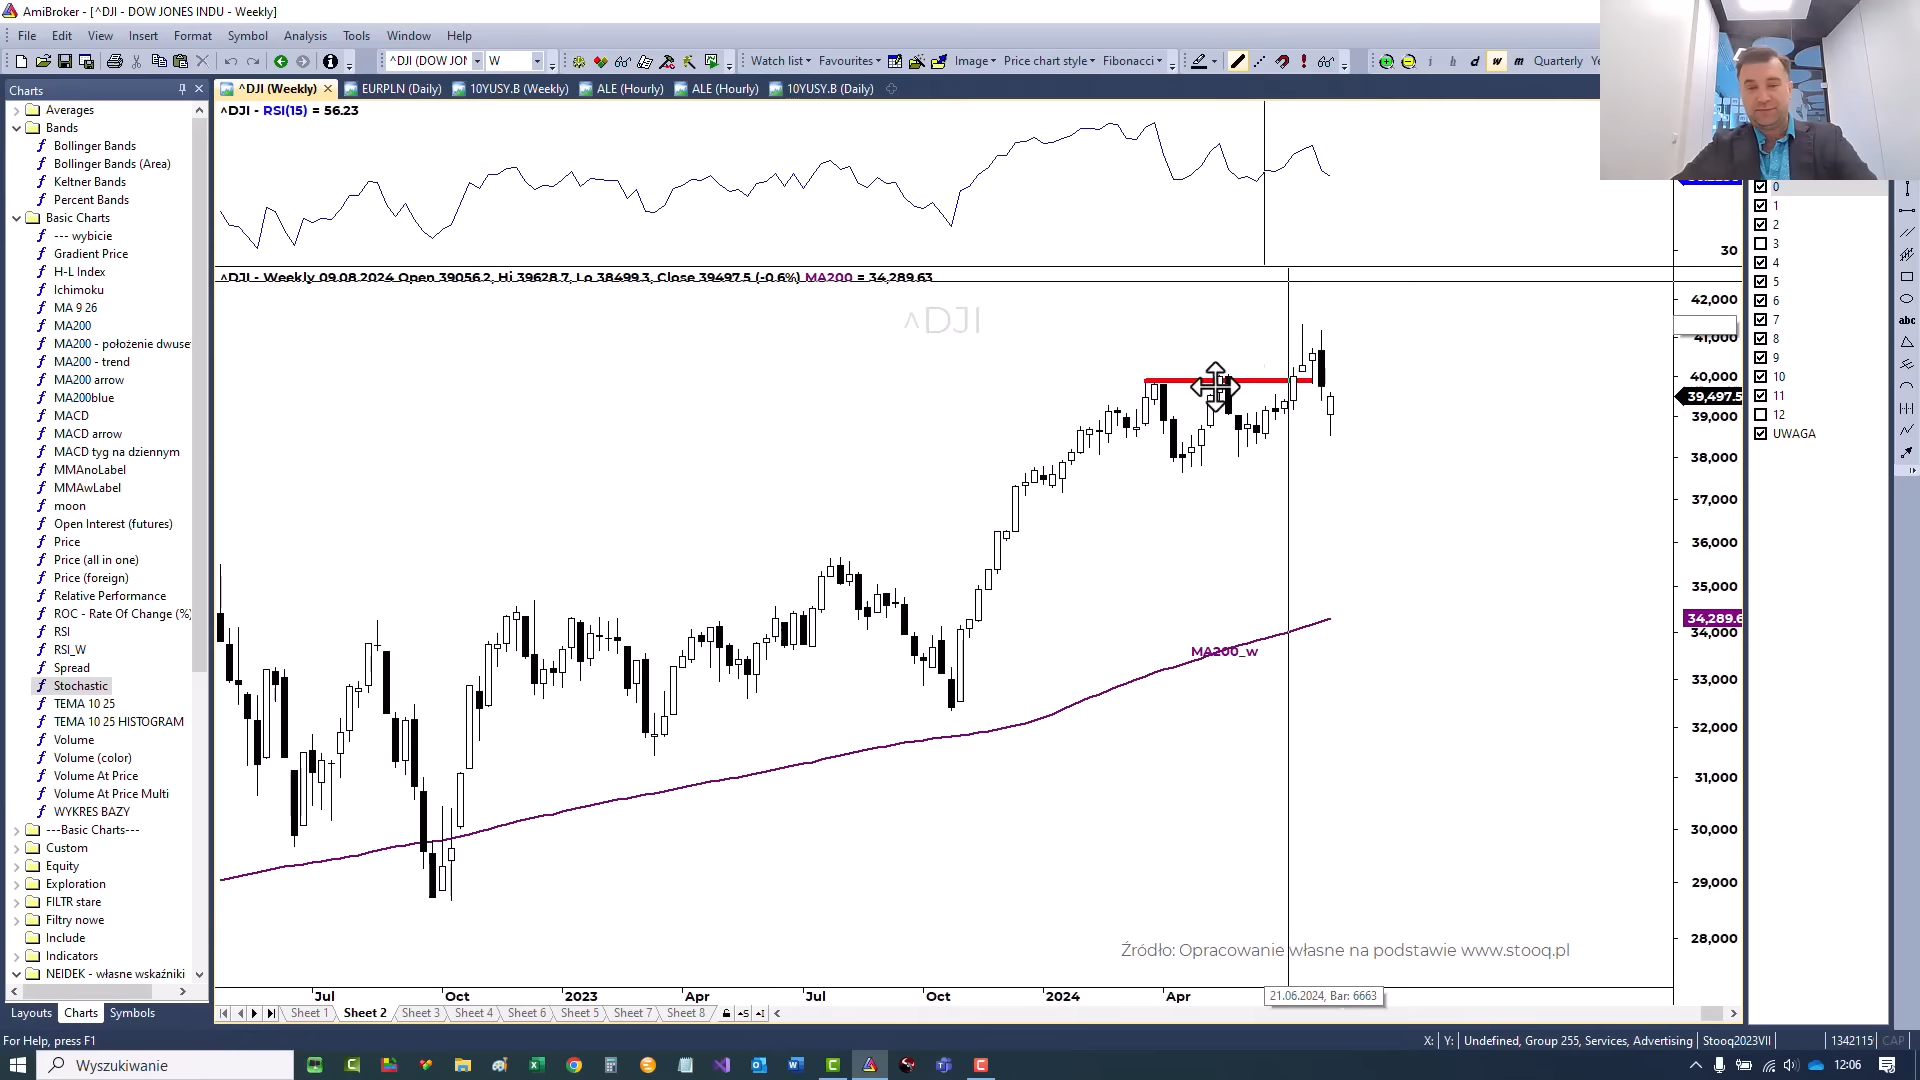 AmiBroker - [^DJI - DOW JONES INDU - Weekly]
File Edit View Insert Format Symbol Analysis Tools Window Help
^DJI (DOW JON W Watch list Favourites Image Price chart style Fibonacci i h d w m Quarterly
Charts
^DJI (Weekly) EURPLN (Daily) 10YUSY.B (Weekly) ALE (Hourly) ALE (Hourly) 10YUSY.B (Daily)
Averages
Bands
Bollinger Bands
Bollinger Bands (Area)
Keltner Bands
Percent Bands
Basic Charts
--- wybicie
Gradient Price
H-L Index
Ichimoku
MA 9 26
MA200
MA200 - położenie dwuse
MA200 - trend
MA200 arrow
MA200blue
MACD
MACD arrow
MACD tyg na dziennym
MMAnoLabel
MMAwLabel
moon
Open Interest (futures)
Price
Price (all in one)
Price (foreign)
Relative Performance
ROC - Rate Of Change (%)
RSI
RSI_W
Spread
Stochastic
TEMA 10 25
TEMA 10 25 HISTOGRAM
Volume
Volume (color)
Volume At Price
Volume At Price Multi
WYKRES BAZY
---Basic Charts---
Custom
Equity
Exploration
FILTR stare
Filtry nowe
Include
Indicators
NEIDEK - własne wskaźniki
Layouts Charts Symbols
^DJI - RSI(15) = 56.23
30
^DJI - Weekly 09.08.2024 Open 39056.2, Hi 39628.7, Lo 38499.3, Close 39497.5 (-0.6%) MA200 = 34,289.63
^DJI
42,000
41,000
40,000
39,497.5
39,000
38,000
37,000
36,000
35,000
34,289.6
34,000
33,000
32,000
31,000
30,000
29,000
28,000
MA200_w
Źródło: Opracowanie własne na podstawie www.stooq.pl
Jul Oct 2023 Apr Jul Oct 2024 Apr
21.06.2024, Bar: 6663
Sheet 1 Sheet 2 Sheet 3 Sheet 4 Sheet 6 Sheet 5 Sheet 7 Sheet 8
0
1
2
3
4
5
6
7
8
9
10
11
12
UWAGA
abc
For Help, press F1 X: Y: Undefined, Group 255, Services, Advertising Stooq2023VII 1342115 CAP
Wyszukiwanie 12:06